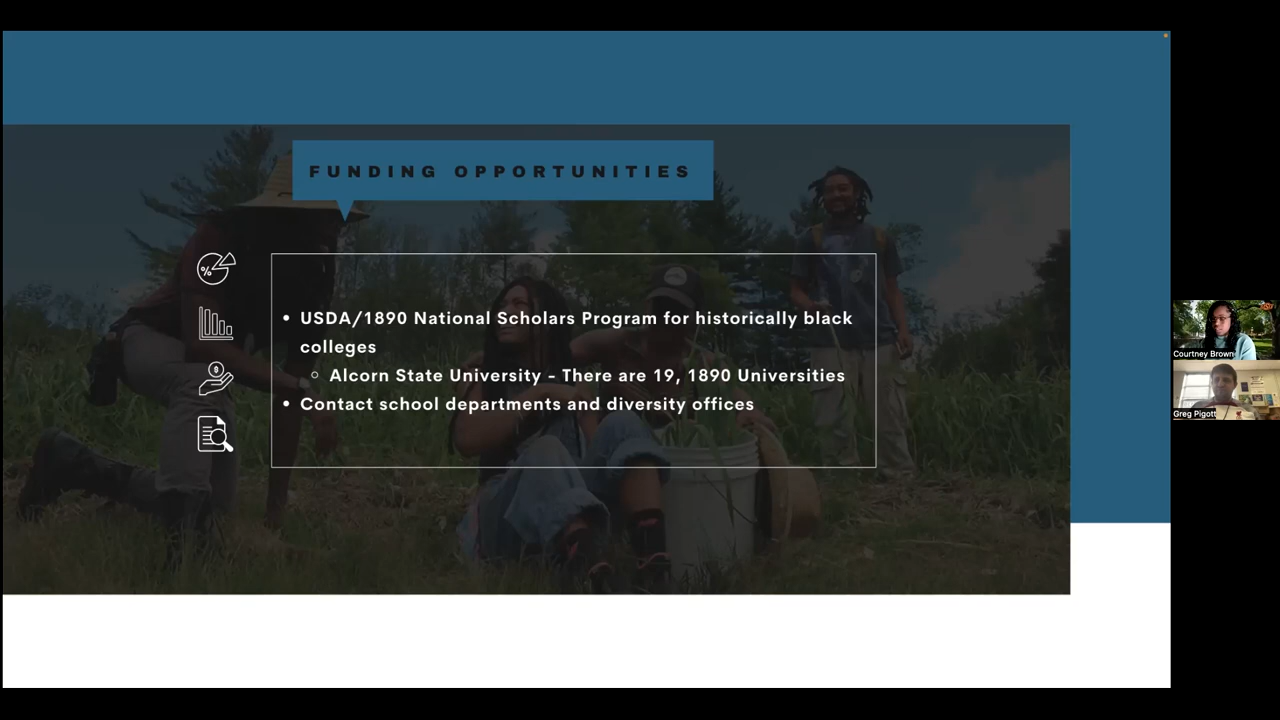 FUNDING OPPORTUNITIES
%
$
• USDA/1890 National Scholars Program for historically black
colleges
○ Alcorn State University - There are 19, 1890 Universities
• Contact school departments and diversity offices
Courtney Brown
Greg Pigott